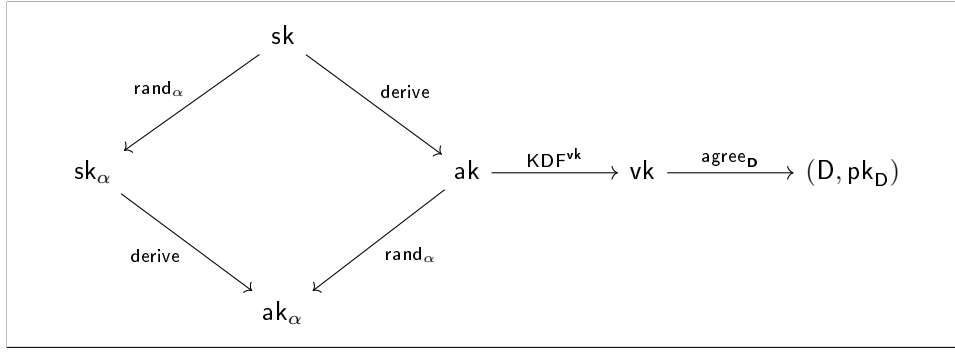 sk
rand_α
derive
sk_α
ak
KDF^vk
vk
agree_D
(D, pk_D)
derive
rand_α
ak_α